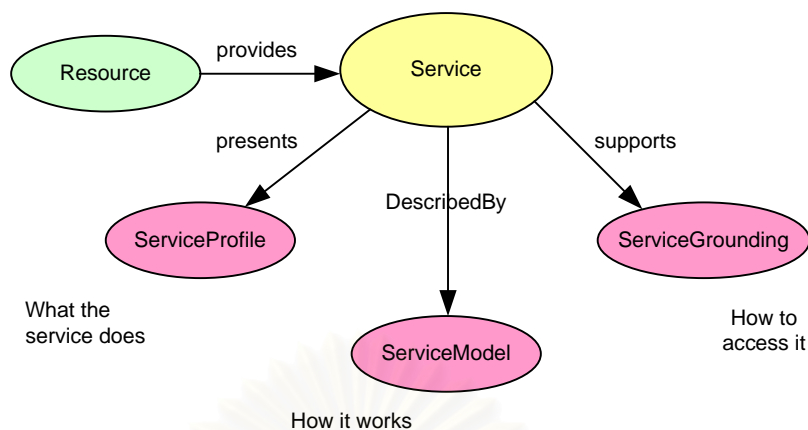 provides
Resource
Service
presents
supports
DescribedBy
ServiceProfile
ServiceGrounding
What the
service does
How to
access it
ServiceModel
How it works